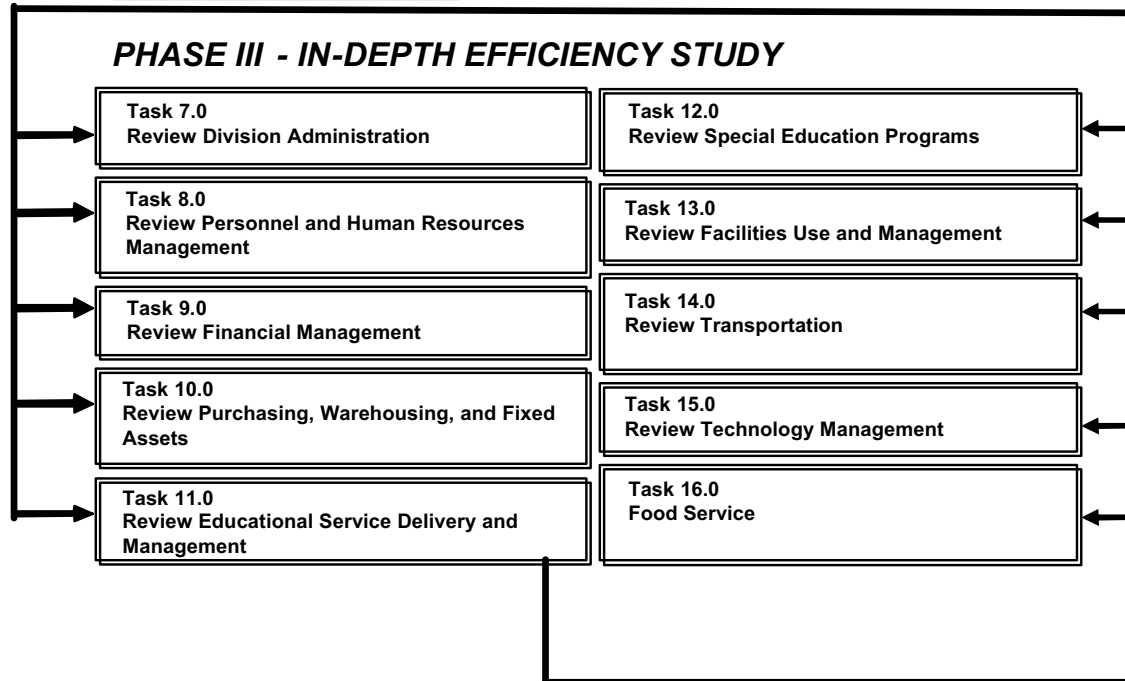 PHASE III - IN-DEPTH EFFICIENCY STUDY
Task 7.0
Review Division Administration
Task 8.0
Review Personnel and Human Resources
Management
Task 9.0
Review Financial Management
Task 10.0
Review Purchasing, Warehousing, and Fixed
Assets
Task 11.0
Review Educational Service Delivery and
Management
Task 12.0
Review Special Education Programs
Task 13.0
Review Facilities Use and Management
Task 14.0
Review Transportation
Task 15.0
Review Technology Management
Task 16.0
Food Service